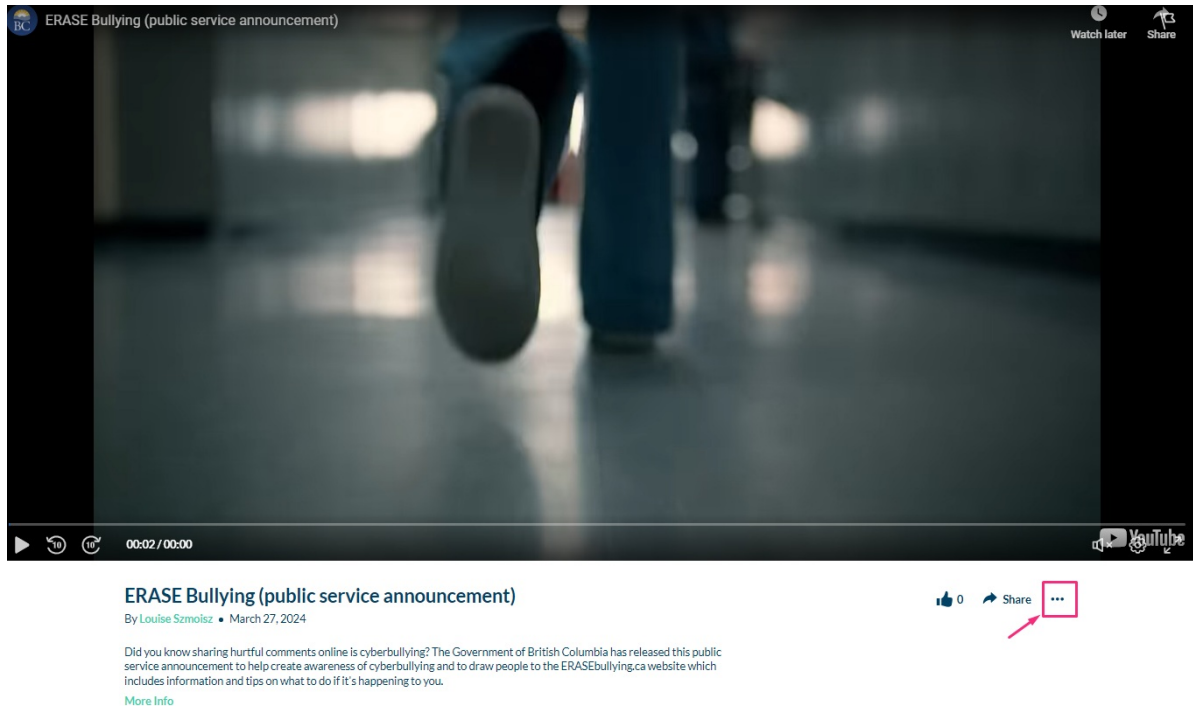 BC
ERASE Bullying (public service announcement)
Watch later
Share
10
10
00:02 / 00:00
YouTube
ERASE Bullying (public service announcement)
0
Share
...
By Louise Szmoisz • March 27, 2024
Did you know sharing hurtful comments online is cyberbullying? The Government of British Columbia has released this public
service announcement to help create awareness of cyberbullying and to draw people to the ERASEbullying.ca website which
includes information and tips on what to do if it's happening to you.
More Info